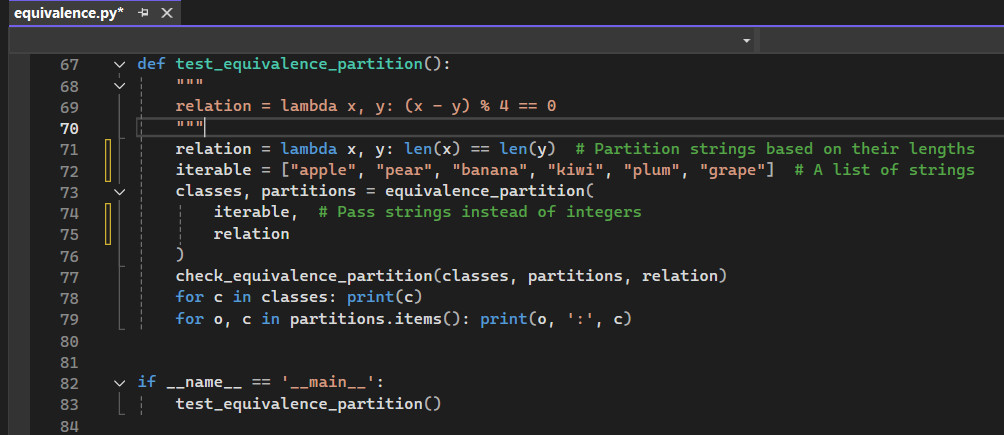 equivalence.py*
67 def test_equivalence_partition():
68 """
69 relation = lambda x, y: (x - y) % 4 == 0
70 """
71 relation = lambda x, y: len(x) == len(y)  # Partition strings based on their lengths
72 iterable = ["apple", "pear", "banana", "kiwi", "plum", "grape"]  # A list of strings
73 classes, partitions = equivalence_partition(
74 iterable,  # Pass strings instead of integers
75 relation
76 )
77 check_equivalence_partition(classes, partitions, relation)
78 for c in classes: print(c)
79 for o, c in partitions.items(): print(o, ':', c)
80
81
82 if __name__ == '__main__':
83 test_equivalence_partition()
84